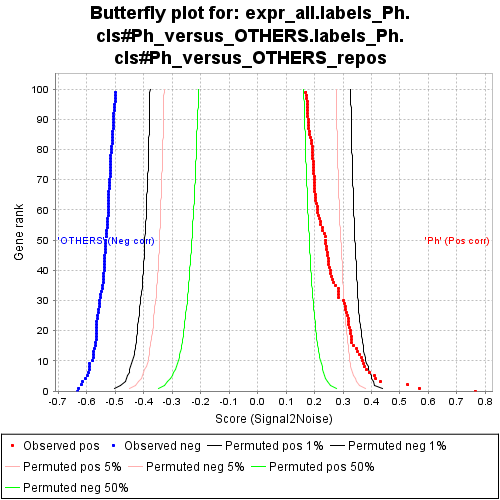 Butterfly plot for: expr_all.labels_Ph.
cls#Ph_versus_OTHERS.labels_Ph.
cls#Ph_versus_OTHERS_repos
100
90
80
70
60
50
40
30
20
10
0
Gene rank
'OTHERS' (Neg corr)
'Ph' (Pos corr)
-0.7 -0.6 -0.5 -0.4 -0.3 -0.2 -0.1 0.0 0.1 0.2 0.3 0.4 0.5 0.6 0.7 0.8
Score (Signal2Noise)
Observed pos Observed neg Permuted pos 1% Permuted neg 1%
Permuted pos 5% Permuted neg 5% Permuted pos 50%
Permuted neg 50%